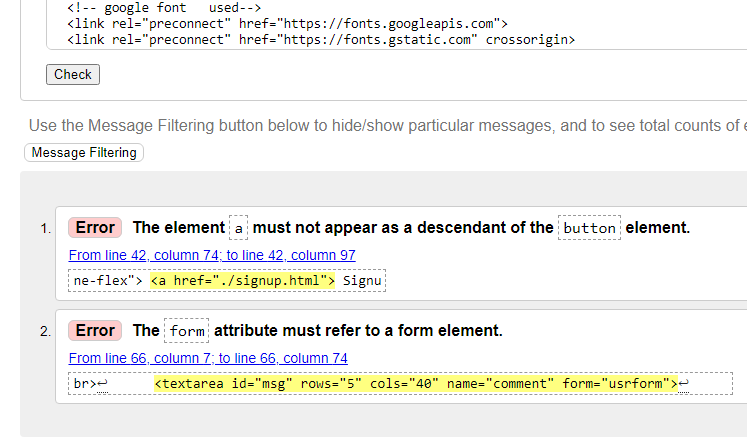 <!-- google font   used-->
<link rel="preconnect" href="https://fonts.googleapis.com">
<link rel="preconnect" href="https://fonts.gstatic.com" crossorigin>
Check
Use the Message Filtering button below to hide/show particular messages, and to see total counts of e
Message Filtering
1. Error The element a must not appear as a descendant of the button element.
From line 42, column 74; to line 42, column 97
ne-flex"> <a href="./signup.html"> Signu
2. Error The form attribute must refer to a form element.
From line 66, column 7; to line 66, column 74
br>↩ <textarea id="msg" rows="5" cols="40" name="comment" form="usrform">↩